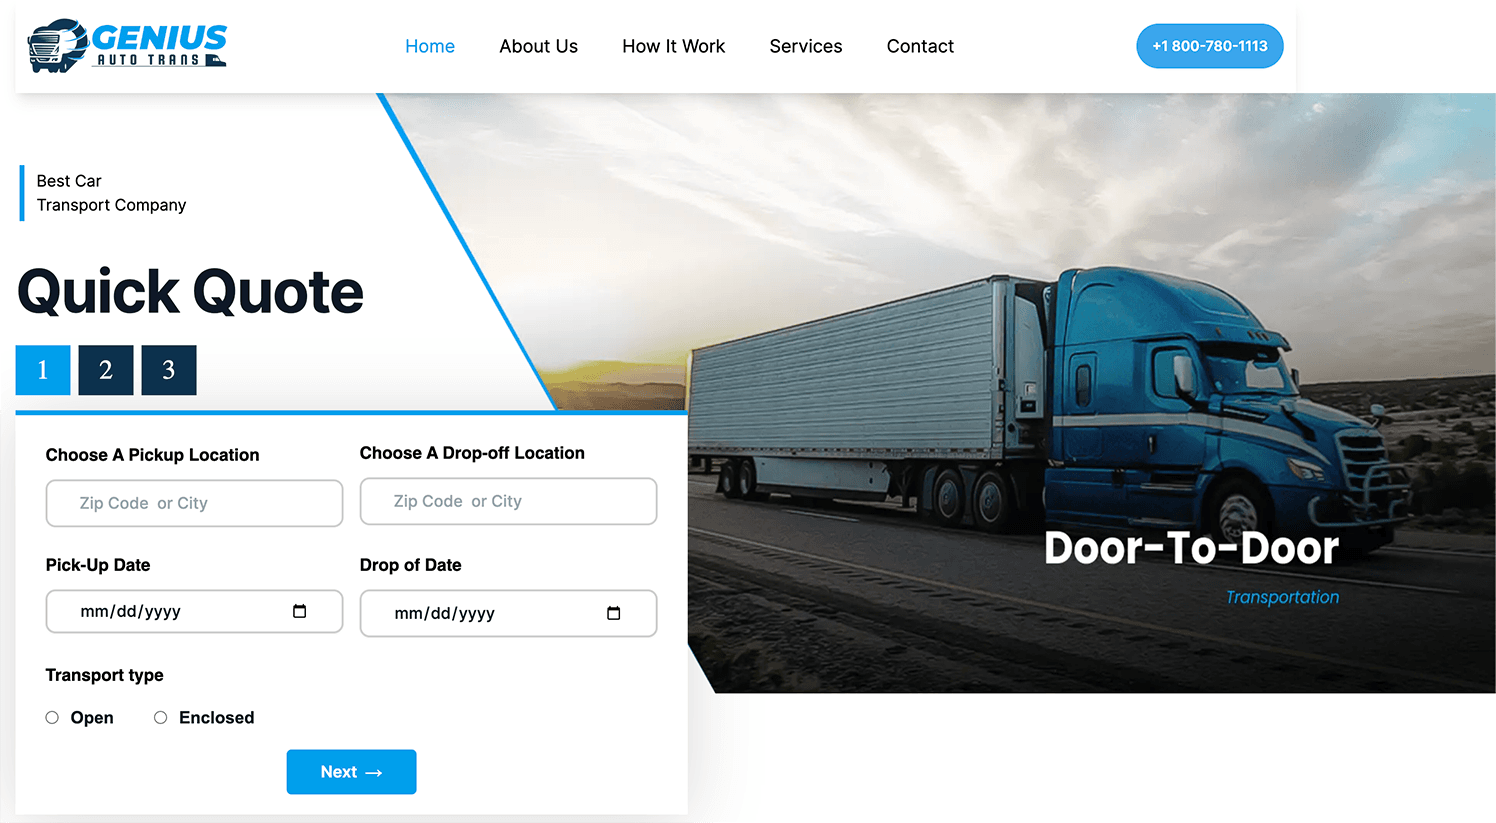 GENIUS
AUTO TRANS
Home
About Us
How It Work
Services
Contact
+1 800-780-1113
Best Car
Transport Company
Quick Quote
1 2 3
Choose A Pickup Location
Choose A Drop-off Location
Zip Code or City
Zip Code or City
Pick-Up Date
Drop of Date
mm/dd/yyyy
mm/dd/yyyy
Transport type
Open
Enclosed
Next →
Door-To-Door
Transportation